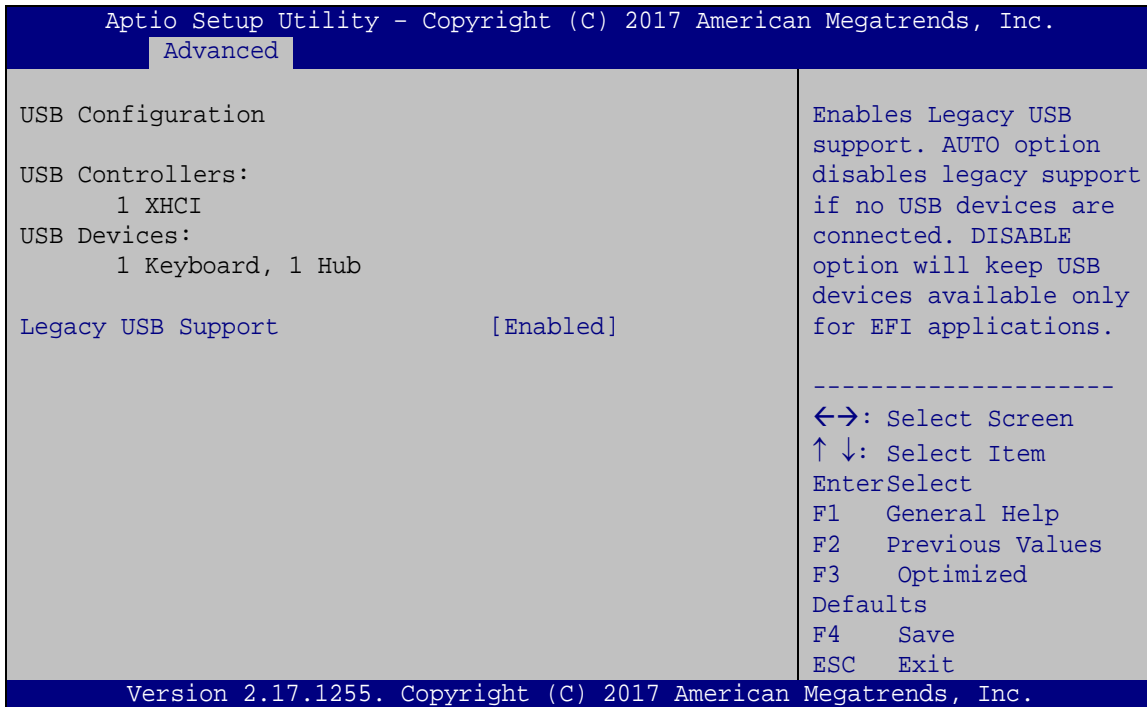 Aptio Setup Utility – Copyright (C) 2017 American Megatrends, Inc.
Advanced
USB Configuration
USB Controllers:
1 XHCI
USB Devices:
1 Keyboard, 1 Hub
Legacy USB Support [Enabled]
Enables Legacy USB
support. AUTO option
disables legacy support
if no USB devices are
connected. DISABLE
option will keep USB
devices available only
for EFI applications.
---------------------
←→: Select Screen
↑ ↓: Select Item
EnterSelect
F1 General Help
F2 Previous Values
F3 Optimized
Defaults
F4 Save
ESC Exit
Version 2.17.1255. Copyright (C) 2017 American Megatrends, Inc.